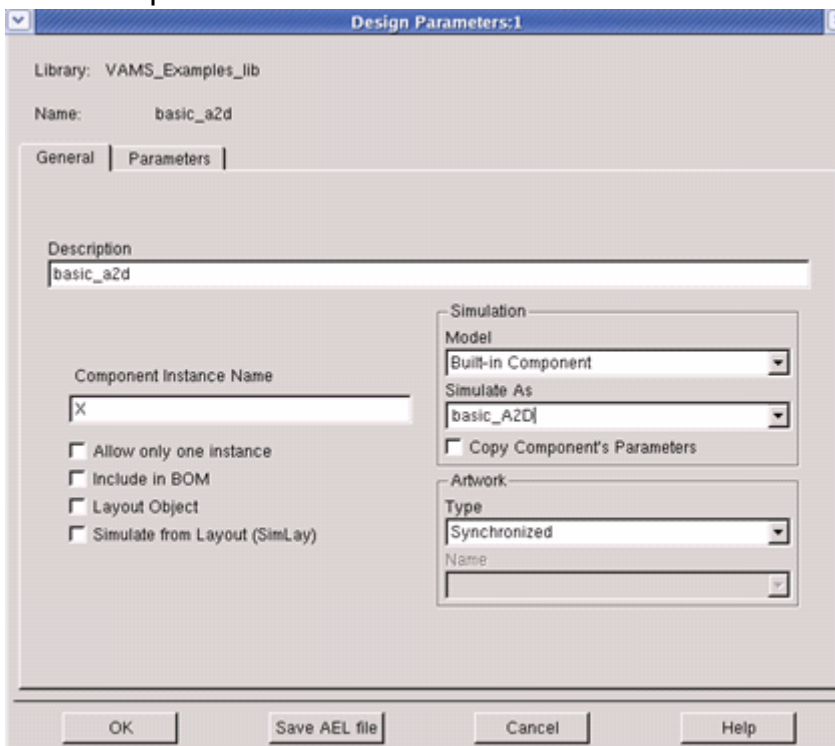 Design Parameters:1
Library: VAMS_Examples_lib
Name: basic_a2d
General Parameters
Description
basic_a2d
Simulation
Model
Built-in Component
Component Instance Name
Simulate As
X
basic_A2D
Allow only one instance
Copy Component's Parameters
Include in BOM
Artwork
Layout Object
Type
Simulate from Layout (SimLay)
Synchronized
Name
OK Save AEL file Cancel Help